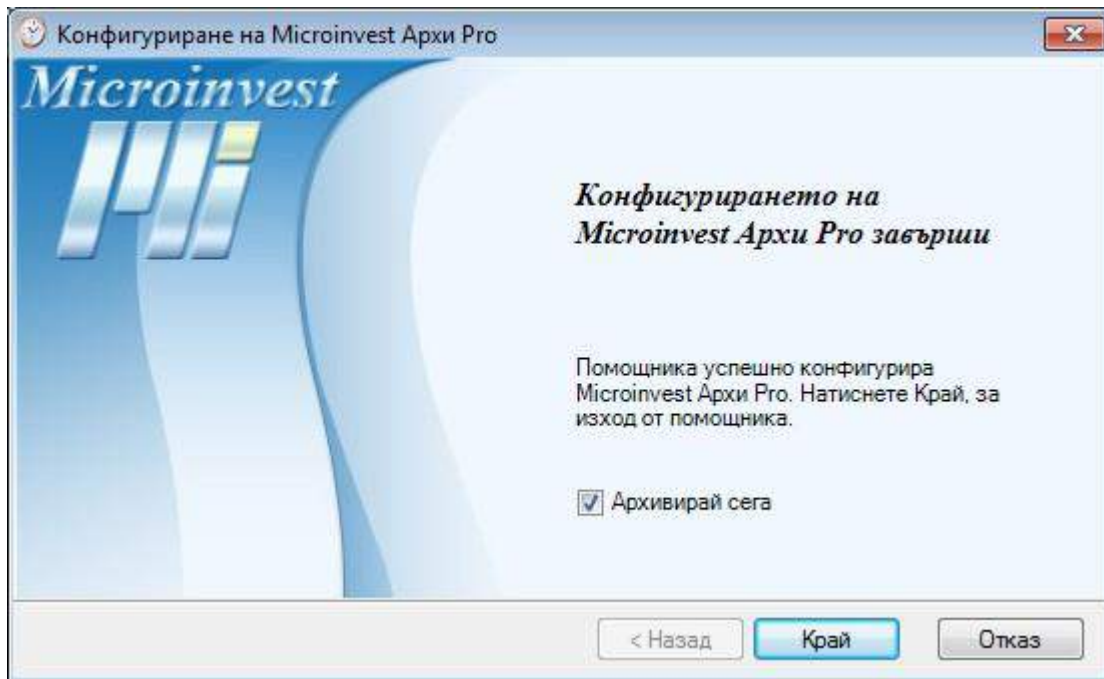 Конфигуриране на Microinvest Архи Pro
Microinvest
Конфигурирането на
Microinvest Архи Pro завърши
Помощника успешно конфигурира
Microinvest Архи Pro. Натиснете Край, за
изход от помощника.
Архивирай сега
< Назад
Край
Отказ